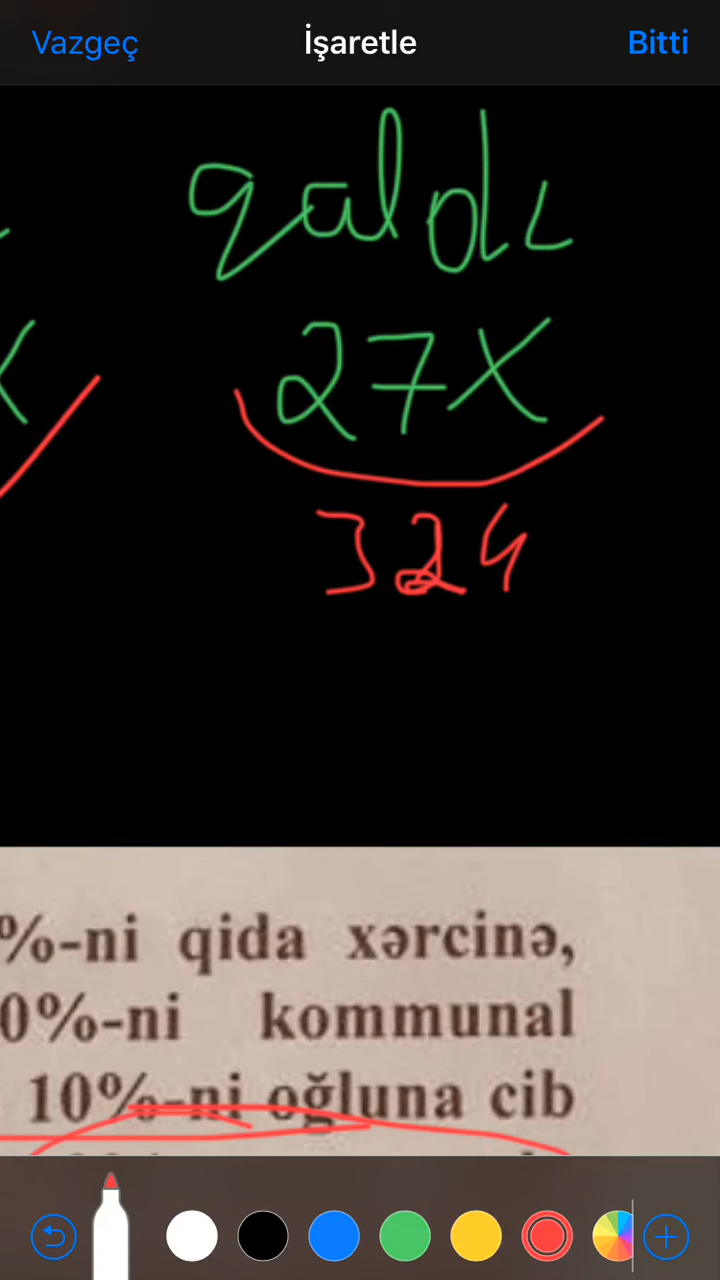 Vazgeç İşaretle Bitti
qaldı
27X
324
%-ni qida xərcinə,
0%-ni kommunal
10%-ni oğluna cib